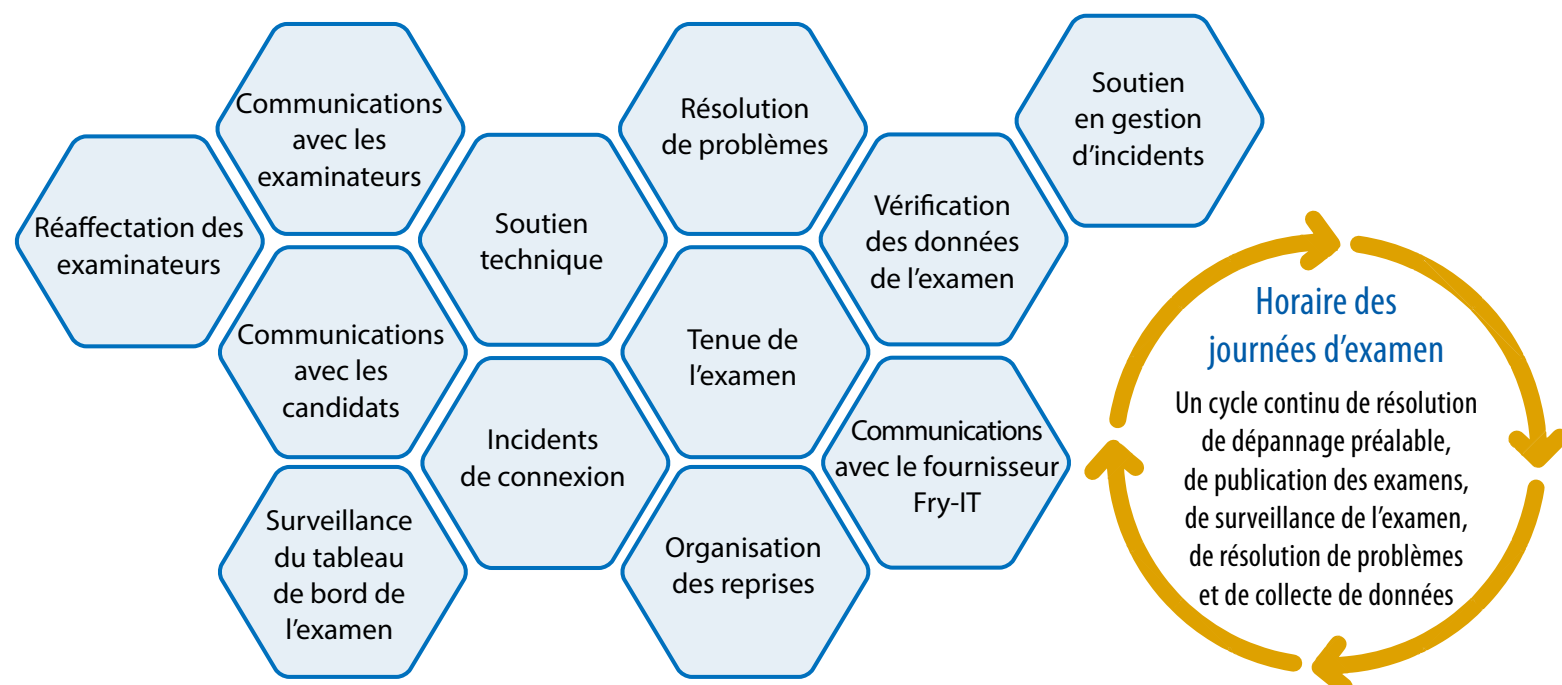 Communications
avec les
examinateurs
Résolution
de problèmes
Soutien
en gestion
d’incidents
Réaffectation des
examinateurs
Soutien
technique
Vérification
des données
de l’examen
Communications
avec les
candidats
Tenue de
l’examen
Incidents
de connexion
Communications
avec le fournisseur
Fry-IT
Surveillance
du tableau
de bord de
l’examen
Organisation
des reprises
Horaire des
journées d’examen
Un cycle continu de résolution
de dépannage préalable,
de publication des examens,
de surveillance de l’examen,
de résolution de problèmes
et de collecte de données